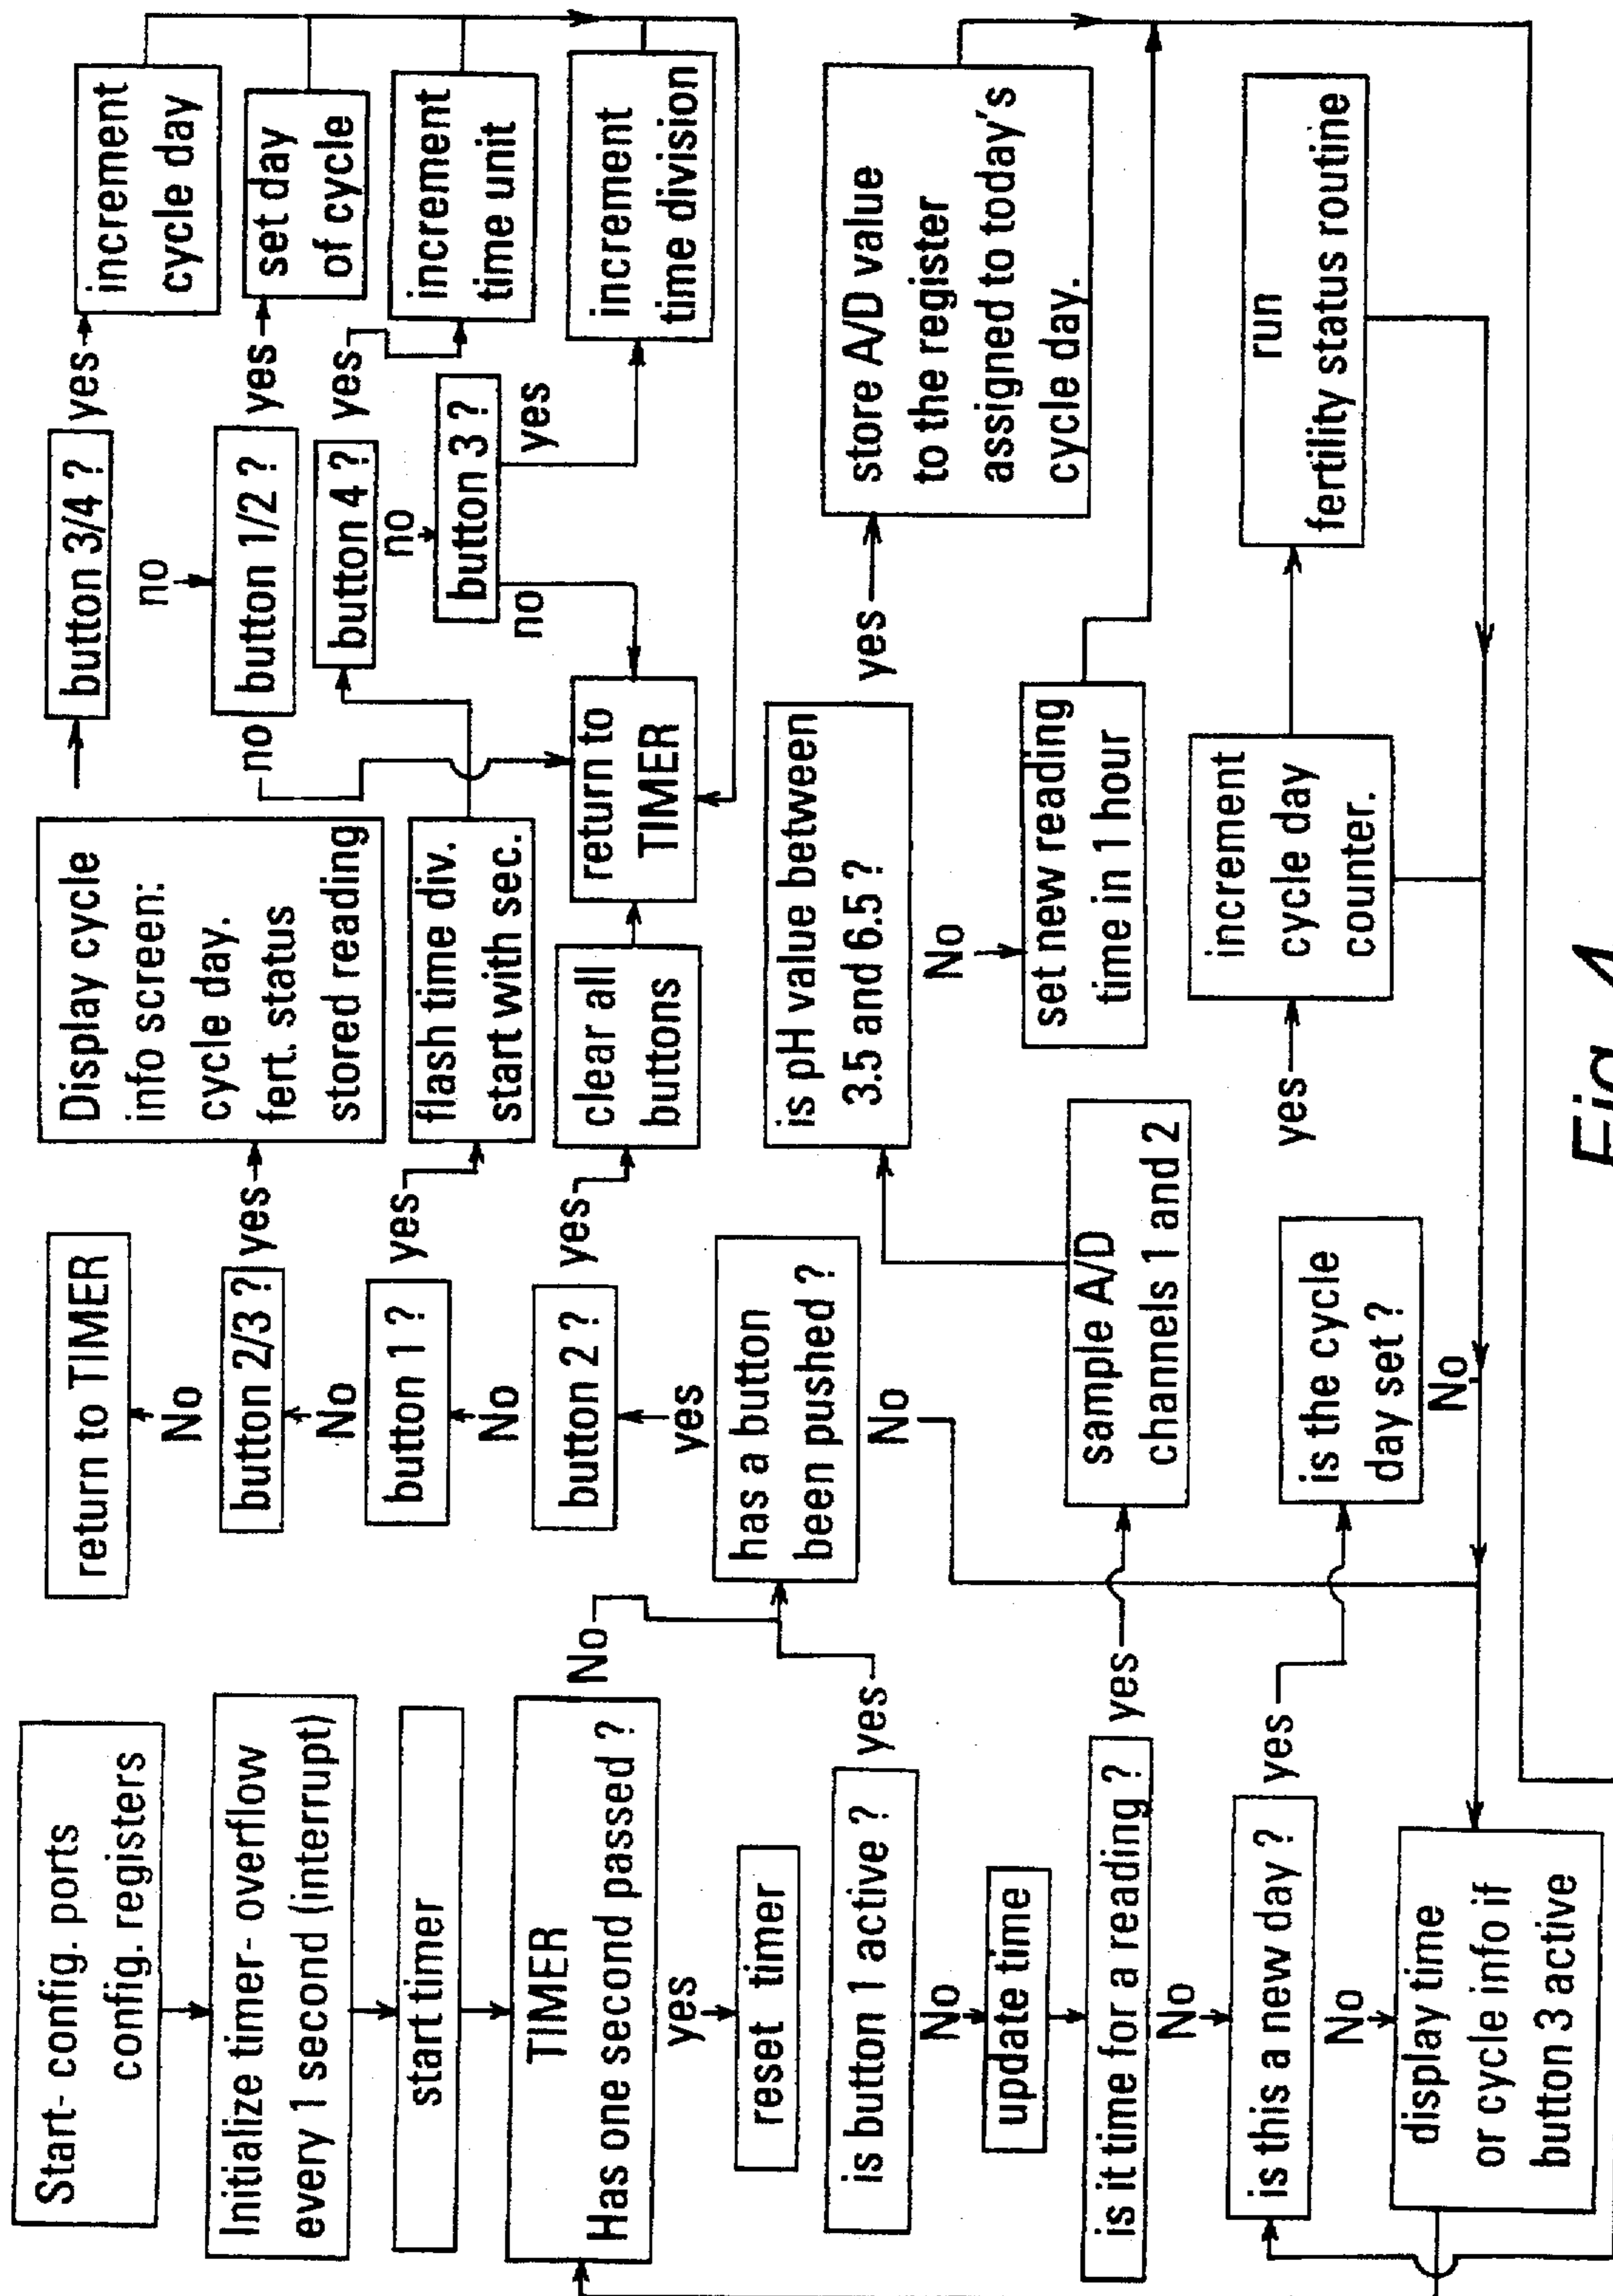 Start- config. ports
config. registers
Initialize timer- overflow
every 1 second (interrupt)
start timer
TIMER
Has one second passed ?
No
yes
reset timer
is button 1 active ?
yes
No
update time
is it time for a reading ?
yes
No
is this a new day ?
yes
No
display time
or cycle info if
button 3 active
return to TIMER
No
button 2/3 ?
yes
No
button 1 ?
yes
No
button 2 ?
yes
yes
has a button
been pushed ?
No
sample A/D
channels 1 and 2
is the cycle
day set ?
No
yes
Display cycle
info screen:
cycle day.
fert. status
stored reading
flash time div.
start with sec.
clear all
buttons
return to
TIMER
is pH value between
3.5 and 6.5 ?
yes
No
set new reading
time in 1 hour
increment
cycle day
counter.
button 3/4 ?
yes
no
button 1/2 ?
yes
no
button 4 ?
yes
no
button 3 ?
yes
no
increment
cycle day
set day
of cycle
increment
time unit
increment
time division
store A/D value
to the register
assigned to today's
cycle day.
run
fertility status routine
Fig. 4